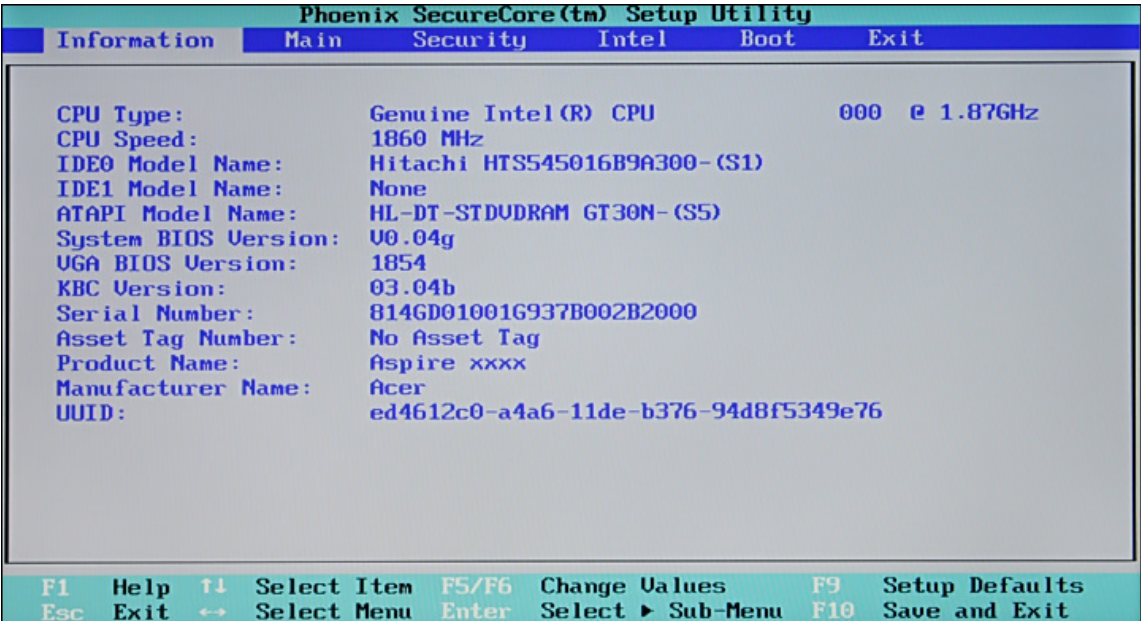 Phoenix SecureCore(tm) Setup Utility
Information Main Security Intel Boot Exit
CPU Type: Genuine Intel(R) CPU 000 @ 1.87GHz
CPU Speed: 1860 MHz
IDE0 Model Name: Hitachi HTS545016B9A300-(S1)
IDE1 Model Name: None
ATAPI Model Name: HL-DT-STDVDRAM GT30N-(S5)
System BIOS Version: V0.04g
VGA BIOS Version: 1854
KBC Version: 03.04b
Serial Number: 814GD01001G937B002B2000
Asset Tag Number: No Asset Tag
Product Name: Aspire xxxx
Manufacturer Name: Acer
UUID: ed4612c0-a4a6-11de-b376-94d8f5349e76
F1 Help ↑↓ Select Item F5/F6 Change Values F9 Setup Defaults
Esc Exit ↔ Select Menu Enter Select ▶ Sub-Menu F10 Save and Exit